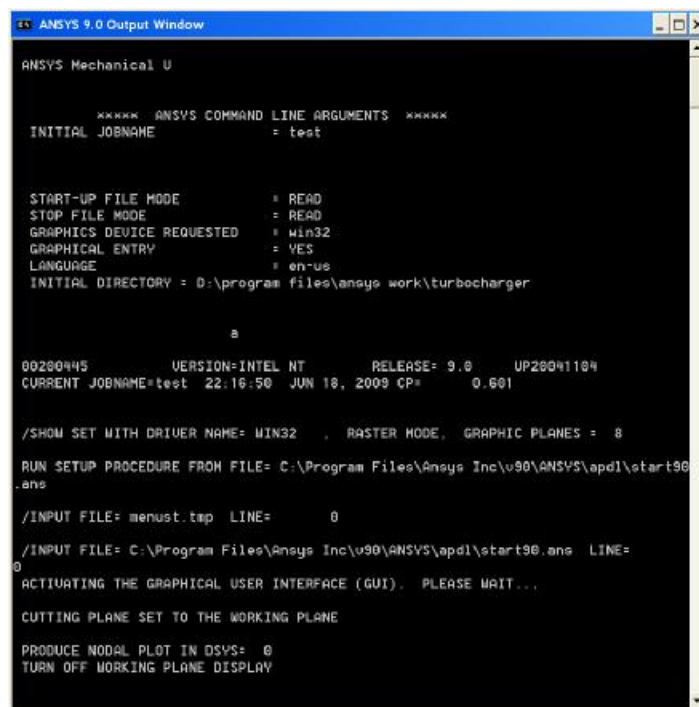 ANSYS 9.0 Output Window
ANSYS Mechanical U
***** ANSYS COMMAND LINE ARGUMENTS *****
INITIAL JOBNAME = test
START-UP FILE MODE = READ
STOP FILE MODE = READ
GRAPHICS DEVICE REQUESTED = win32
GRAPHICAL ENTRY = YES
LANGUAGE = en-us
INITIAL DIRECTORY = D:\program files\ansys work\turbocharger
a
00200445 VERSION=INTEL NT RELEASE= 9.0 UP20041104
CURRENT JOBNAME=test 22:16:50 JUN 18, 2009 CP= 0.601
/SHOW SET WITH DRIVER NAME= WIN32 , RASTER MODE, GRAPHIC PLANES = 8
RUN SETUP PROCEDURE FROM FILE= C:\Program Files\Ansys Inc\v90\ANSYS\apdl\start90
.ans
/INPUT FILE= menust.tmp LINE= 0
/INPUT FILE= C:\Program Files\Ansys Inc\v90\ANSYS\apdl\start90.ans LINE=
0
ACTIVATING THE GRAPHICAL USER INTERFACE (GUI). PLEASE WAIT...
CUTTING PLANE SET TO THE WORKING PLANE
PRODUCE NODAL PLOT IN DSYS= 0
TURN OFF WORKING PLANE DISPLAY